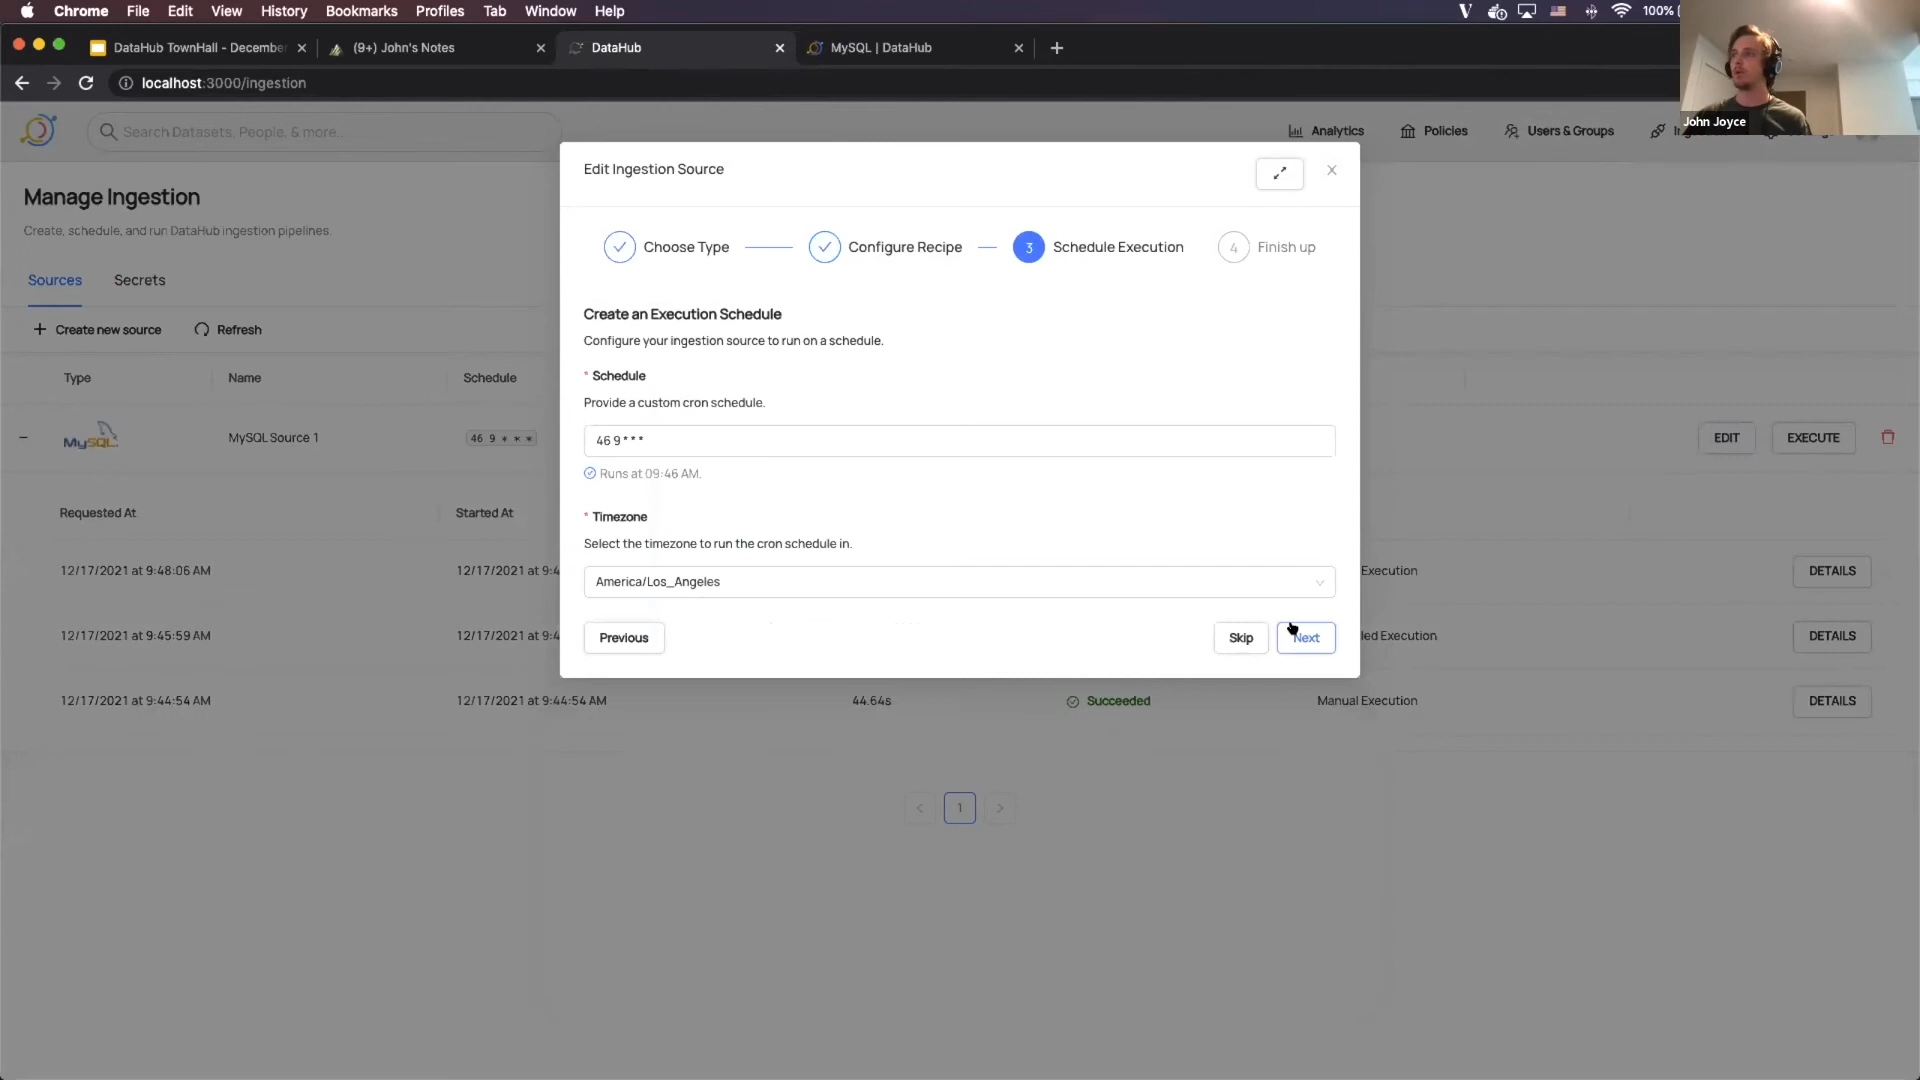 Chrome File Edit View History Bookmarks Profiles Tab Window Help 100%
DataHub TownHall - December (9+) John's Notes DataHub MySQL | DataHub
localhost:3000/ingestion
John Joyce
Search Datasets, People, & more... Analytics Policies Users & Groups
Edit Ingestion Source
Manage Ingestion
Create, schedule, and run DataHub ingestion pipelines.
Choose Type Configure Recipe 3 Schedule Execution 4 Finish up
Sources Secrets
Create an Execution Schedule
Create new source Refresh
Configure your ingestion source to run on a schedule.
Type Name Schedule
* Schedule
Provide a custom cron schedule.
MySQL MySQL Source 1 46 9 * * * EDIT EXECUTE
46 9 * * *
Runs at 09:46 AM.
Requested At Started At
* Timezone
Select the timezone to run the cron schedule in.
12/17/2021 at 9:48:06 AM 12/17/2021 at 9:4 Execution DETAILS
America/Los_Angeles
12/17/2021 at 9:45:59 AM 12/17/2021 at 9:4 led Execution DETAILS
Previous Skip Next
12/17/2021 at 9:44:54 AM 12/17/2021 at 9:44:54 AM 44.64s Succeeded Manual Execution DETAILS
< 1 >